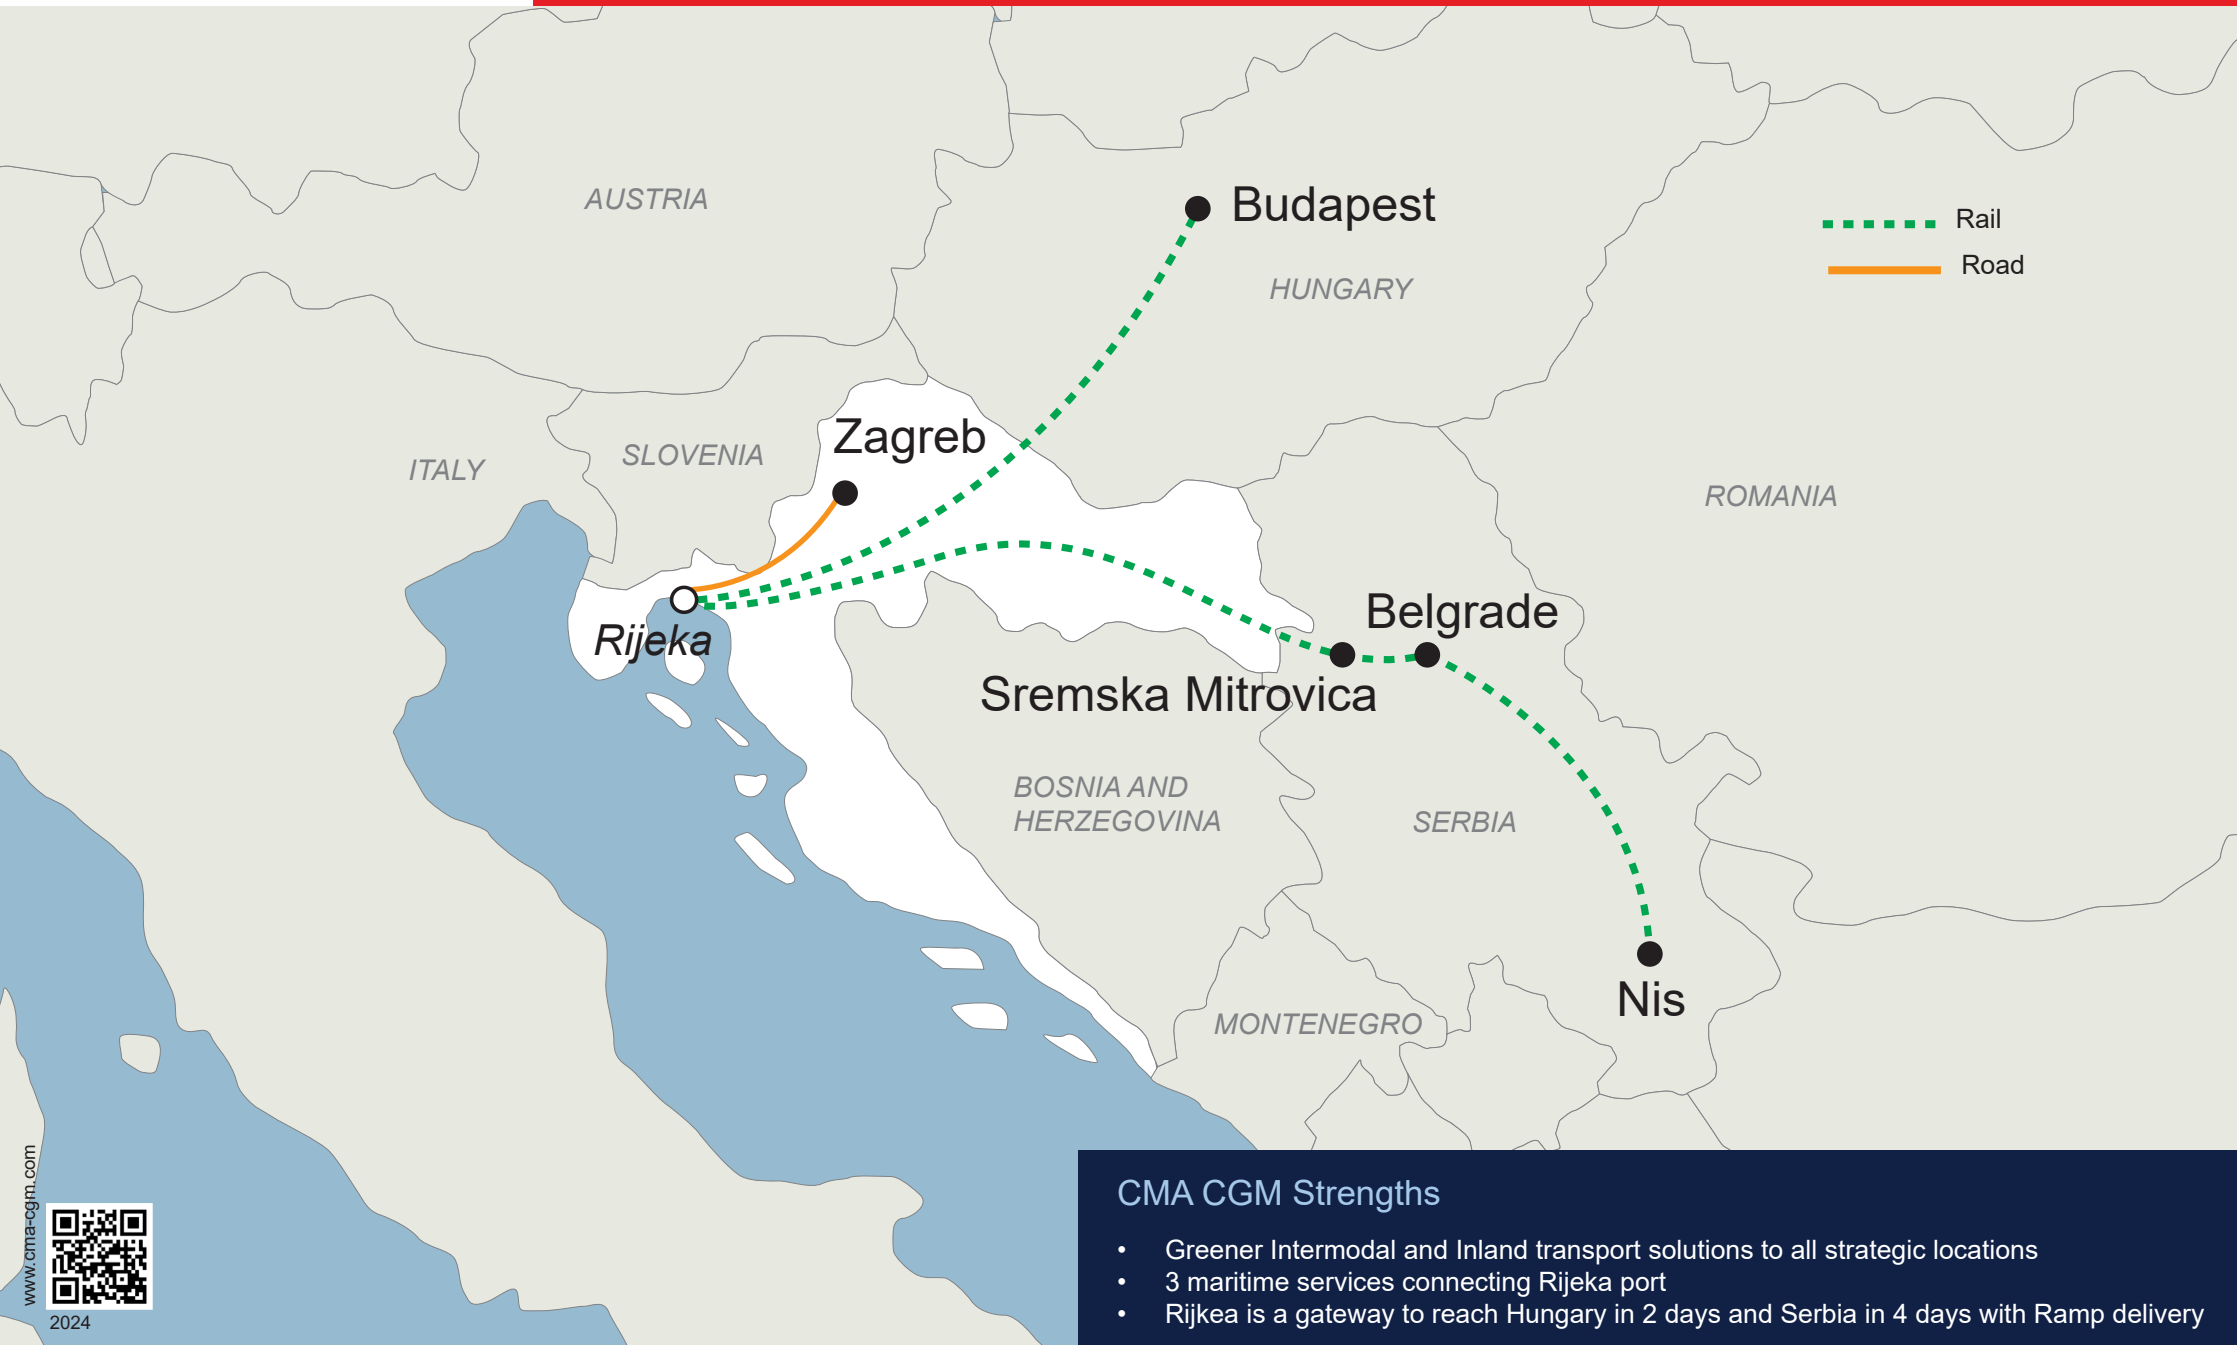 Budapest
AUSTRIA
Rail
Road
HUNGARY
Zagreb
SLOVENIA
ITALY
ROMANIA
Rijeka
Belgrade
Sremska Mitrovica
BOSNIA AND
HERZEGOVINA
SERBIA
Nis
MONTENEGRO
CMA CGM Strengths
• Greener Intermodal and Inland transport solutions to all strategic locations
• 3 maritime services connecting Rijeka port
• Rijkea is a gateway to reach Hungary in 2 days and Serbia in 4 days with Ramp delivery
www.cma-cgm.com
2024